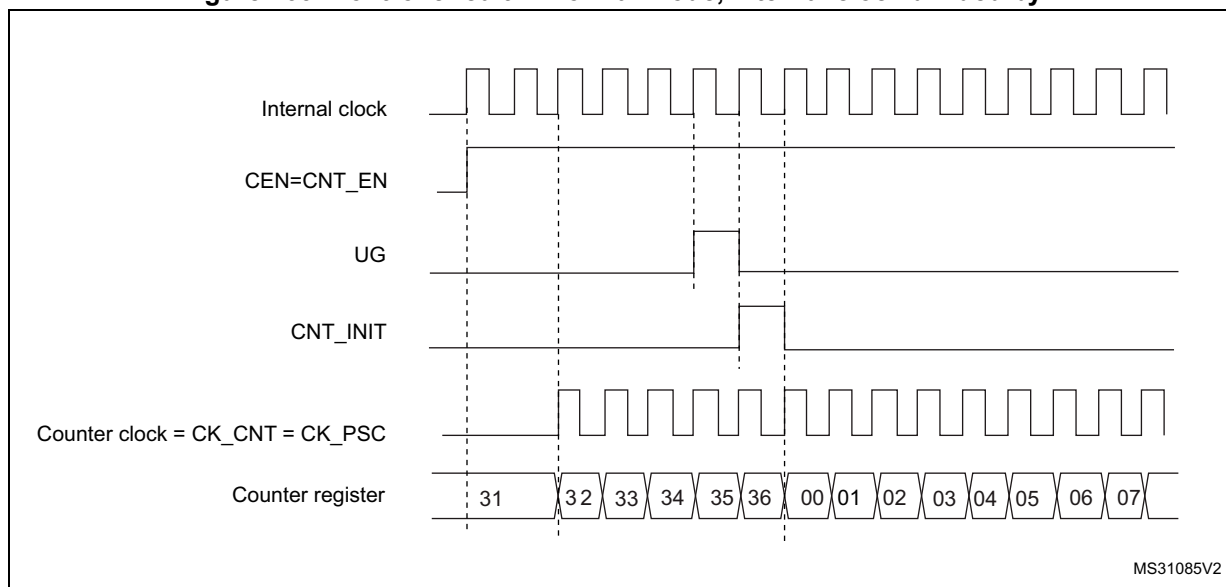 Internal clock
CEN=CNT_EN
UG
CNT_INIT
Counter clock = CK_CNT = CK_PSC
Counter register 31 32 33 34 35 36 00 01 02 03 04 05 06 07
MS31085V2